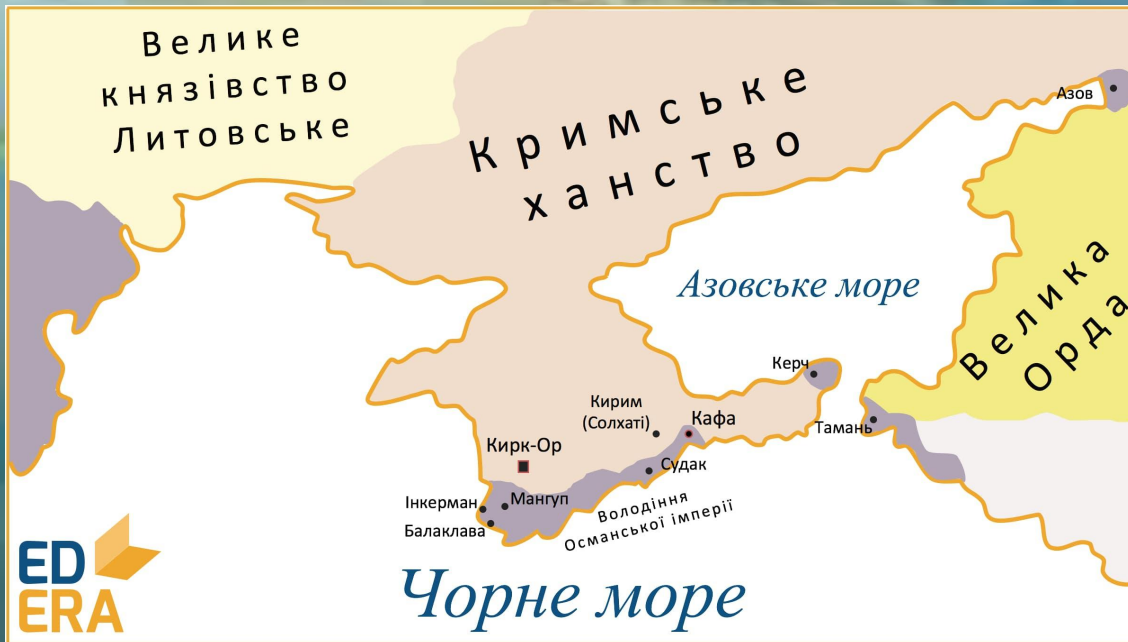 Велике
князівство
Литовське
Кримське
ханство
Азов
Азовське море
Велика
Орда
Керч
Тамань
Кирим
(Солхаті)
Кафа
Кирк-Ор
Судак
Інкерман
Мангуп
Балаклава
Володіння
Османської імперії
Чорне море
ED
ERA